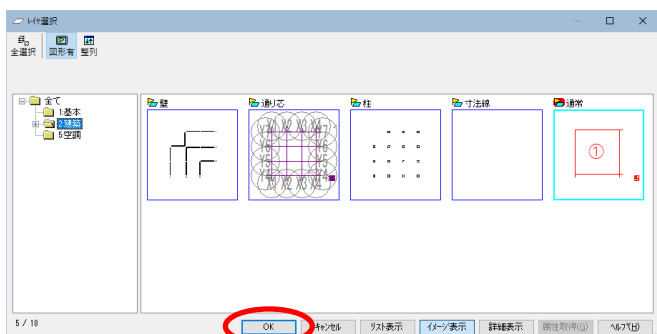 レイヤ選択
全選択 図形有 整列
全て
1:基本
2:建築
5:空調
壁 通り芯 柱 寸法線 通常
①
5 / 18
OK キャンセル リスト表示 イメージ表示 詳細表示 属性取得(G) ヘルプ(H)